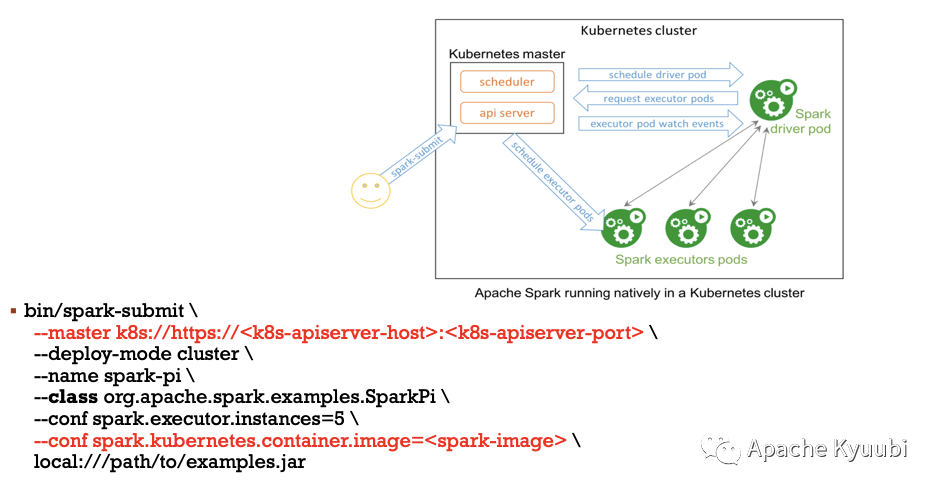 Kubernetes cluster
Kubernetes master
scheduler
api server
schedule driver pod
request executor pods
executor pod watch events
Spark
driver pod
spark-submit
schedule executor pods
Spark executors pods
Apache Spark running natively in a Kubernetes cluster
▪ bin/spark-submit \
--master k8s://https://<k8s-apiserver-host>:<k8s-apiserver-port> \
--deploy-mode cluster \
--name spark-pi \
--class org.apache.spark.examples.SparkPi \
--conf spark.executor.instances=5 \
--conf spark.kubernetes.container.image=<spark-image> \
local:///path/to/examples.jar
Apache Kyuubi